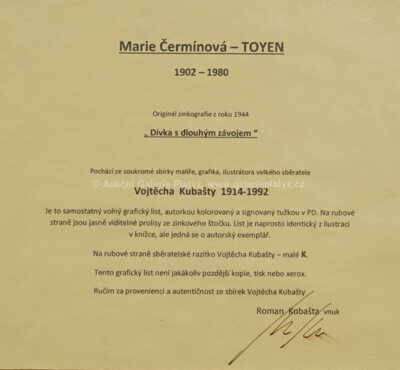 Marie Čermínová – TOYEN
1902 – 1980
Originál zinkografie z roku 1944
„ Dívka s dlouhým závojem “
Pochází ze soukromé sbírky malíře, grafika, ilustrátora velkého sběratele
Vojtěcha Kubašty 1914-1992
Je to samostatný volný grafický list, autorkou kolorovaný a signovaný tužkou v PD. Na rubové
straně jsou jasně viditelné prolisy ze zinkového štočku. List je naprosto identický z ilustrací
v knížce, ale jedná se o autorský exemplář.
Na rubové straně sběratelské razítko Vojtěcha Kubašty – malé K.
Tento grafický list není jakákoěv pozdější kopie, tisk nebo xerox.
Ručím za provenienci a autentičnost ze sbírek Vojtěcha Kubašty
Roman Kobašta vnuk